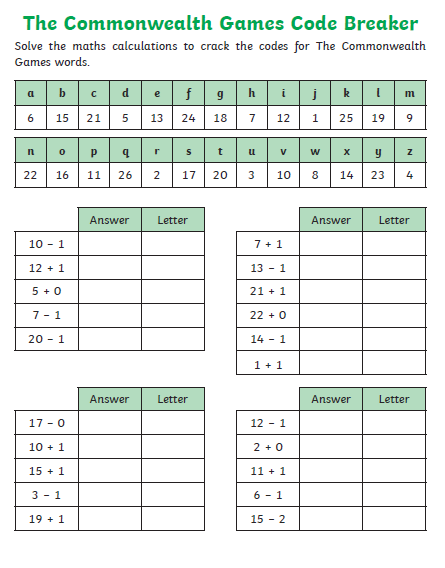 The Commonwealth Games Code Breaker
Solve the maths calculations to crack the codes for The Commonwealth
Games words.
a b c d e f g h i j k l m
6 15 21 5 13 24 18 7 12 1 25 19 9
n o p q r s t u v w x y z
22 16 11 26 2 17 20 3 10 8 14 23 4
Answer Letter
10 – 1
12 + 1
5 + 0
7 – 1
20 – 1
Answer Letter
7 + 1
13 – 1
21 + 1
22 + 0
14 – 1
1 + 1
Answer Letter
17 – 0
10 + 1
15 + 1
3 – 1
19 + 1
Answer Letter
12 – 1
2 + 0
11 + 1
6 – 1
15 – 2